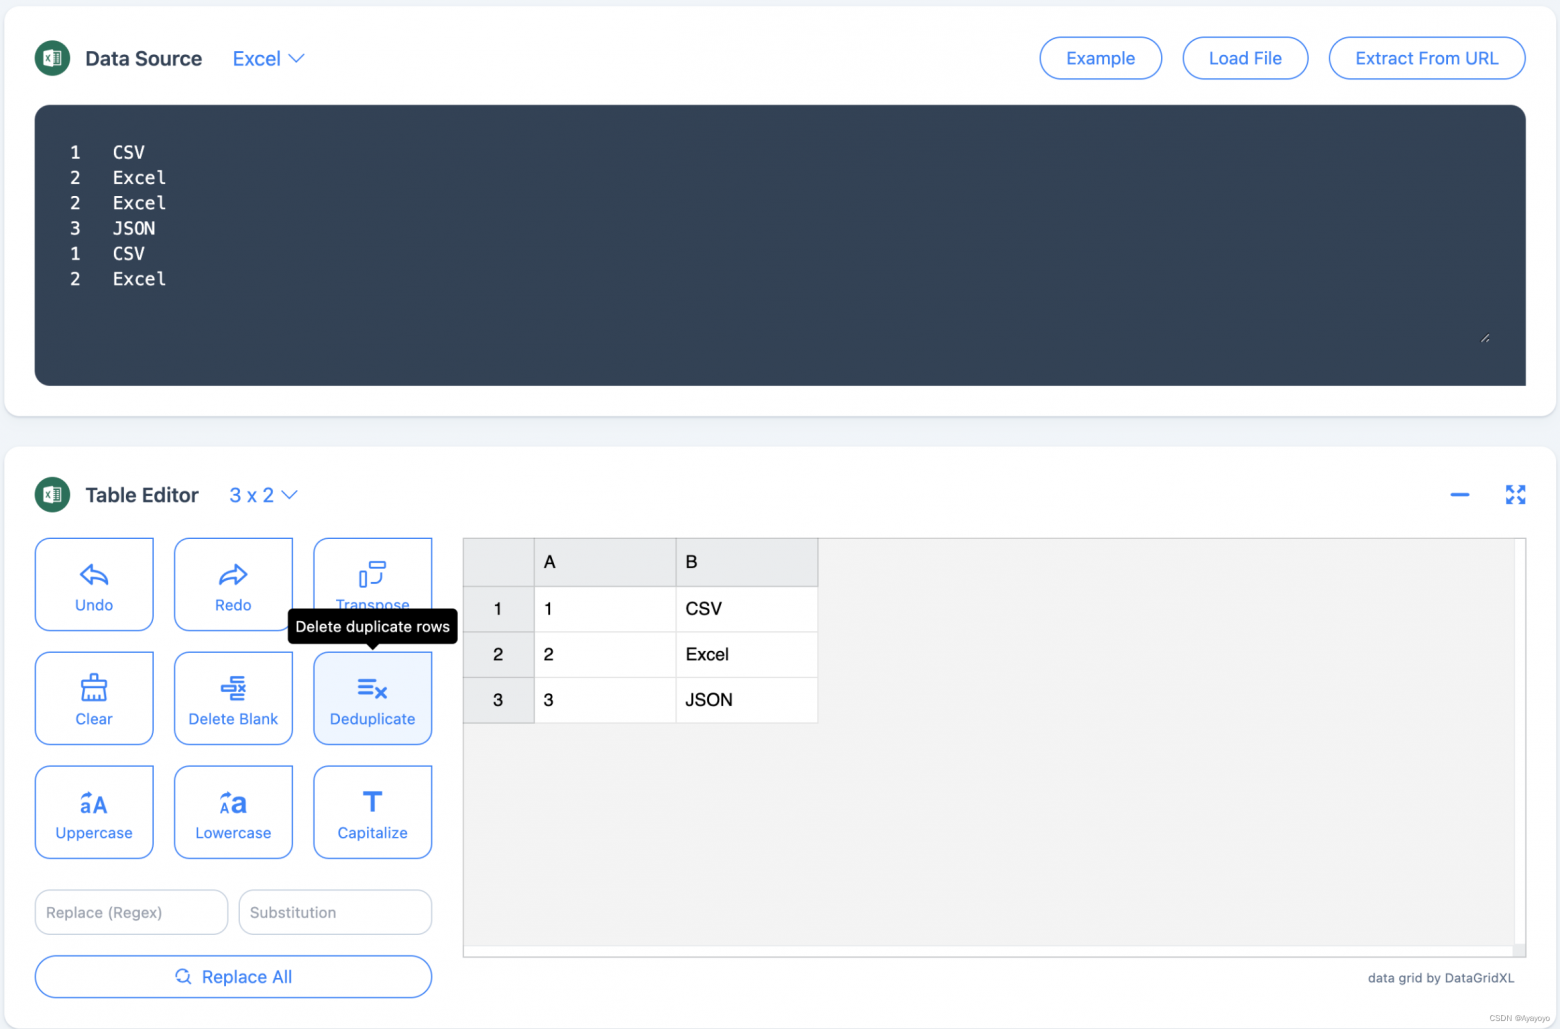 Data Source Excel Example Load File Extract From URL
1 CSV
2 Excel
2 Excel
3 JSON
1 CSV
2 Excel
Table Editor 3 x 2
Undo Redo Transpose
Delete duplicate rows
Clear Delete Blank Deduplicate
Uppercase Lowercase Capitalize
Replace (Regex) Substitution
Replace All
A B
1 1 CSV
2 2 Excel
3 3 JSON
data grid by DataGridXL
CSDN @Ayayoyo